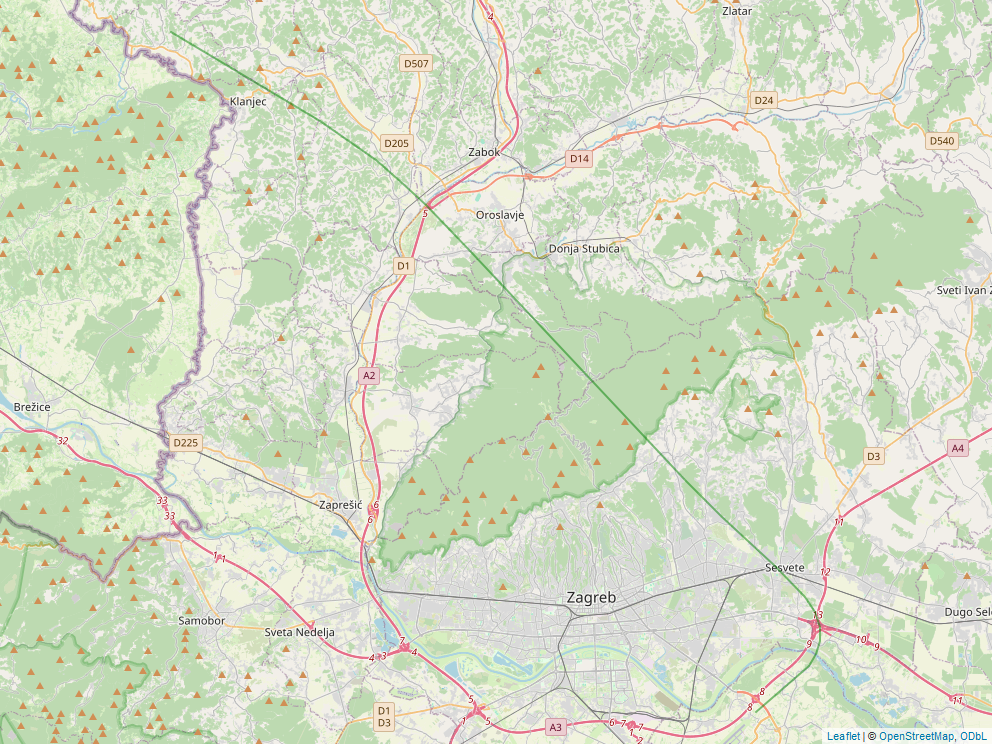 Zlatar
4
D507
D24
Klanjec
D205
D540
Zabok
D14
5
Oroslavje
Donja Stubica
D1
Sveti Ivan Z
A2
Brežice
32
D225
A4
D3
33
Zaprešić
6
6
33
11
1
1
12
Sesvete
Zagreb
Dugo Sel
13
Samobor
Sveta Nedelja
10
9
9
7
4
4
3
8
11
5
8
D1
D3
1
5
A3
6
7
7
1
2
Leaflet | © OpenStreetMap, ODbL